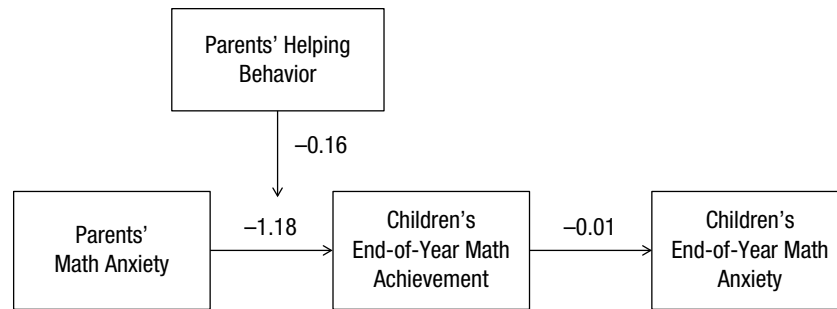 Parents’ Helping
Behavior
–0.16
Parents’
Math Anxiety
–1.18
Children’s
End-of-Year Math
Achievement
–0.01
Children’s
End-of-Year Math
Anxiety